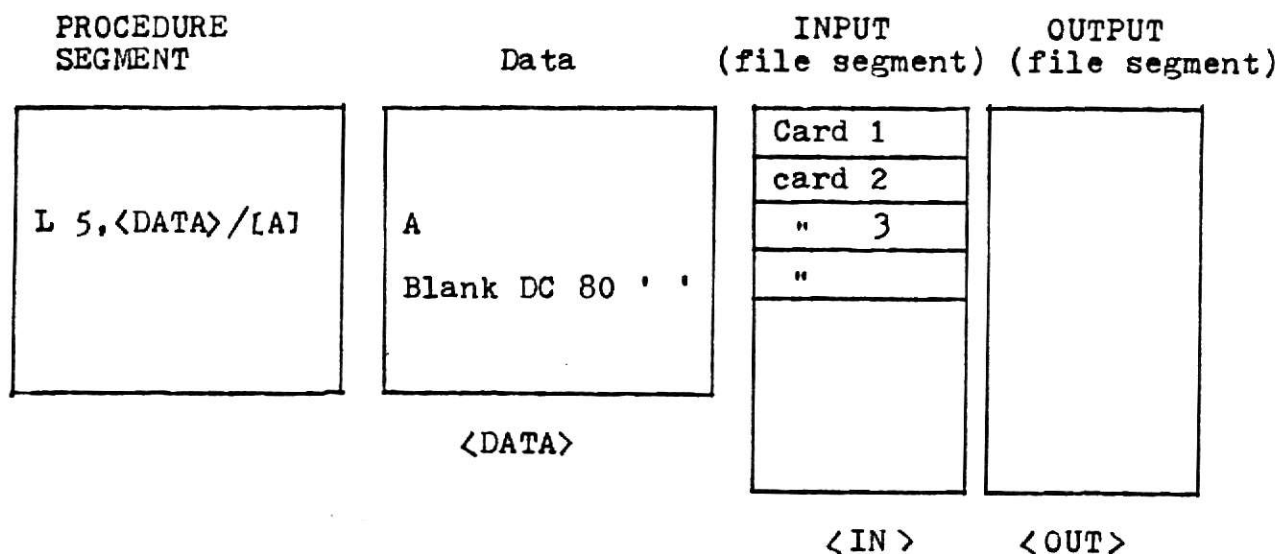 PROCEDURE
SEGMENT
Data
INPUT
(file segment)
OUTPUT
(file segment)
L 5,<DATA>/[A]
A
Blank DC 80 ' '
<DATA>
Card 1
card 2
" 3
"
<IN>
<OUT>